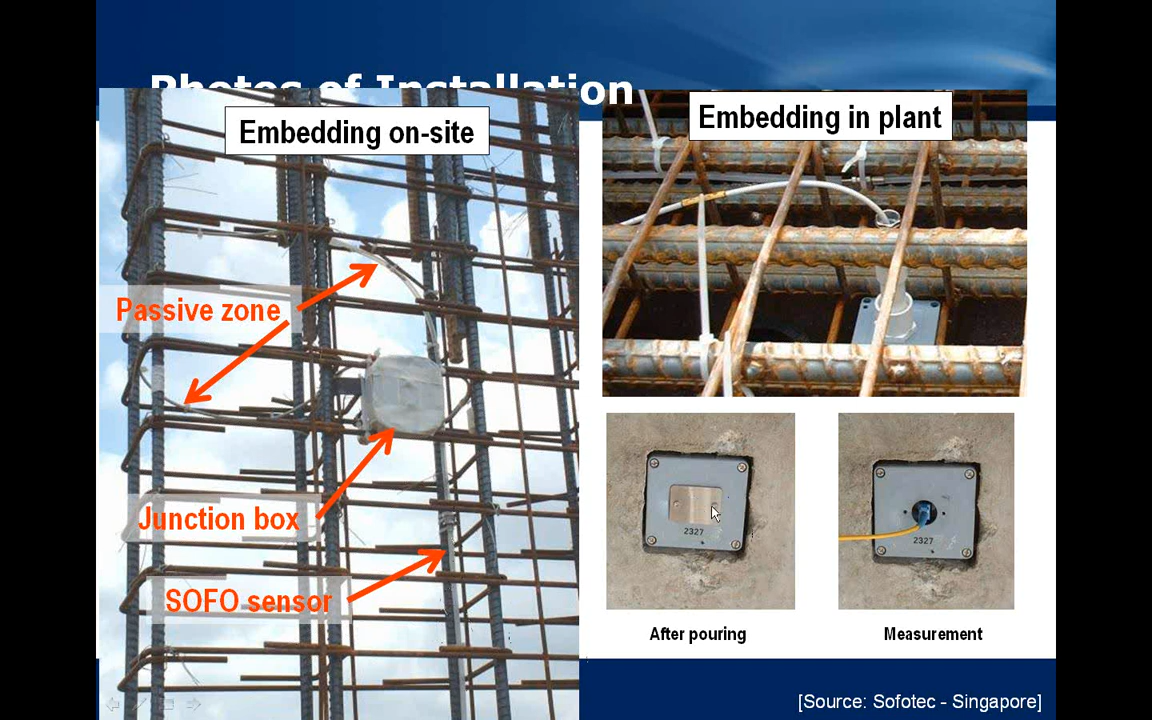 Photos of Installation
Embedding on-site
Embedding in plant
Passive zone
Junction box
SOFO sensor
2327
2327
After pouring
Measurement
[Source: Sofotec - Singapore]